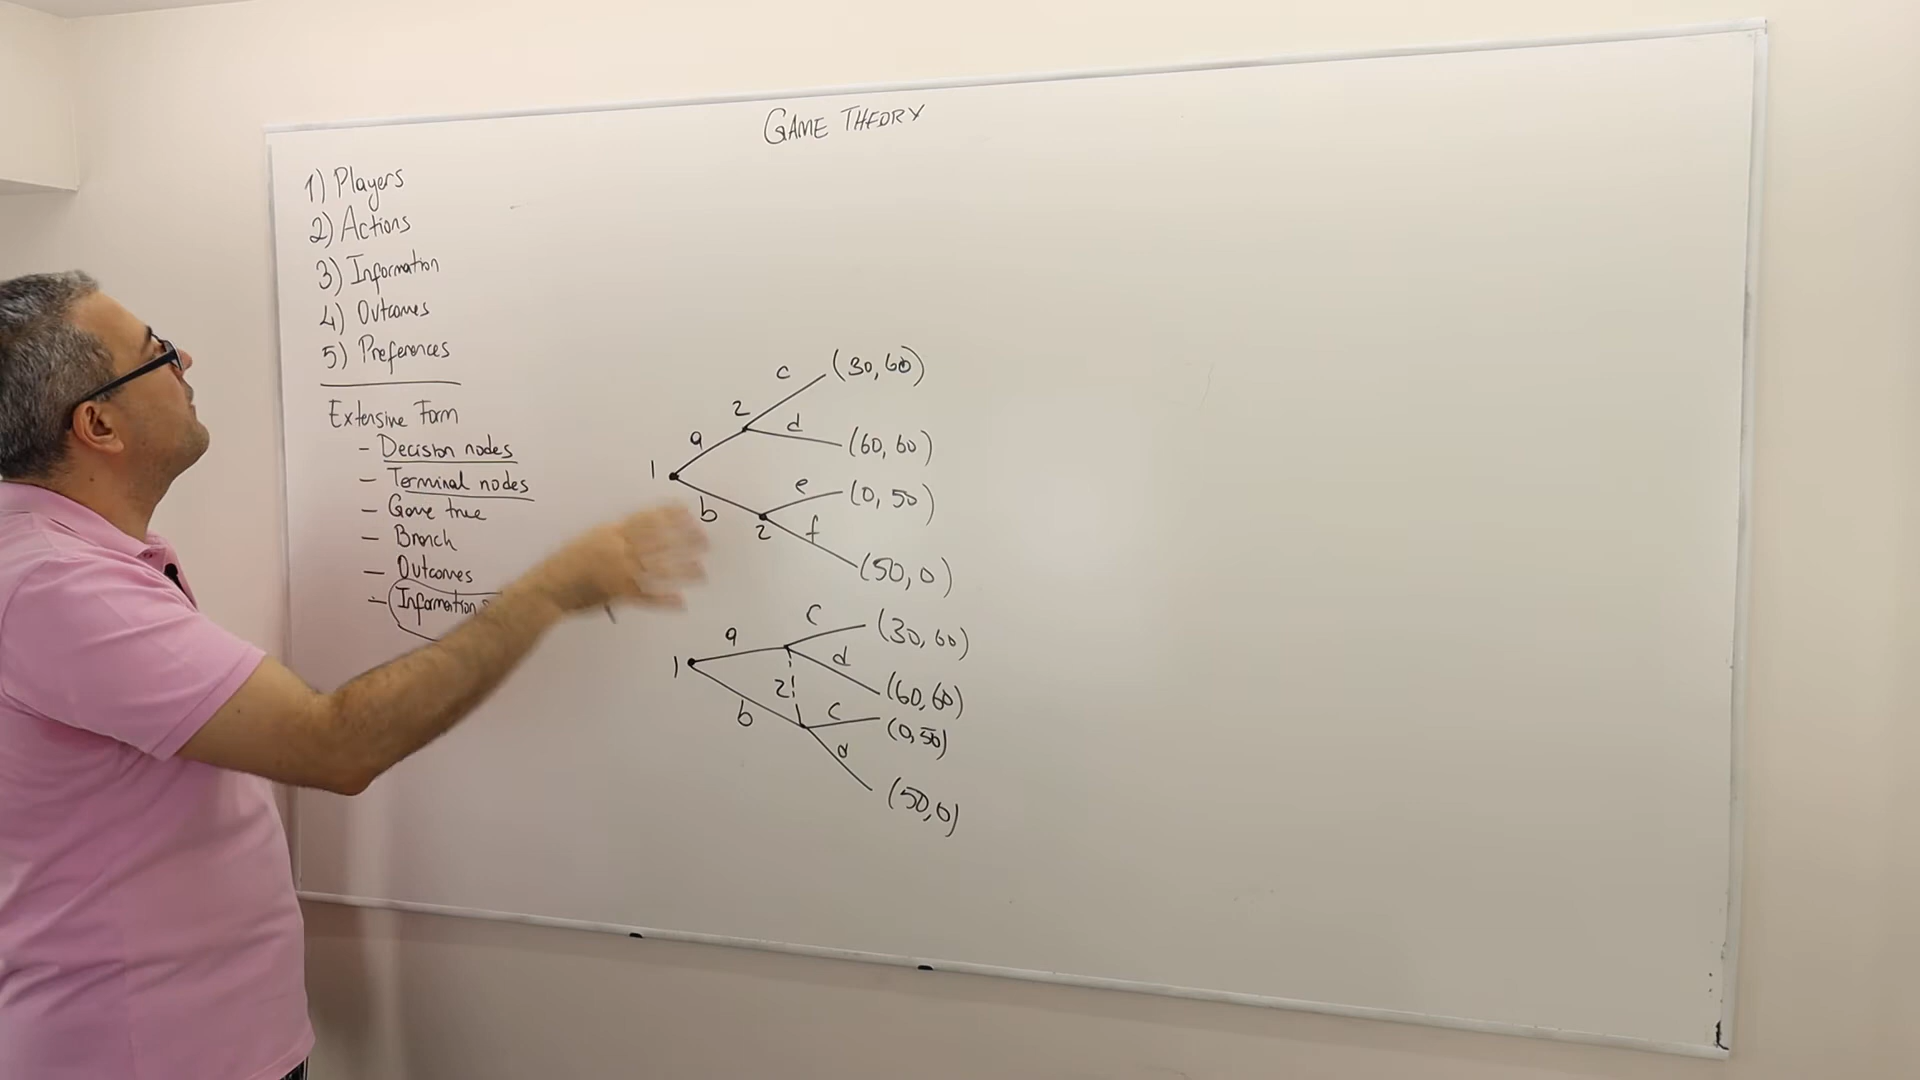 GAME THEORY
1) Players
2) Actions
3) Information
4) Outcomes
5) Preferences
Extensive Form
- Decision nodes
- Terminal nodes
- Game tree
- Branch
- Outcomes
- Information
1
a
b
2
c
(30, 60)
d
(60, 60)
2
e
(0, 50)
f
(50, 0)
1
a
b
2
c
(30, 60)
d
(60, 60)
c
(0, 50)
d
(50, 0)